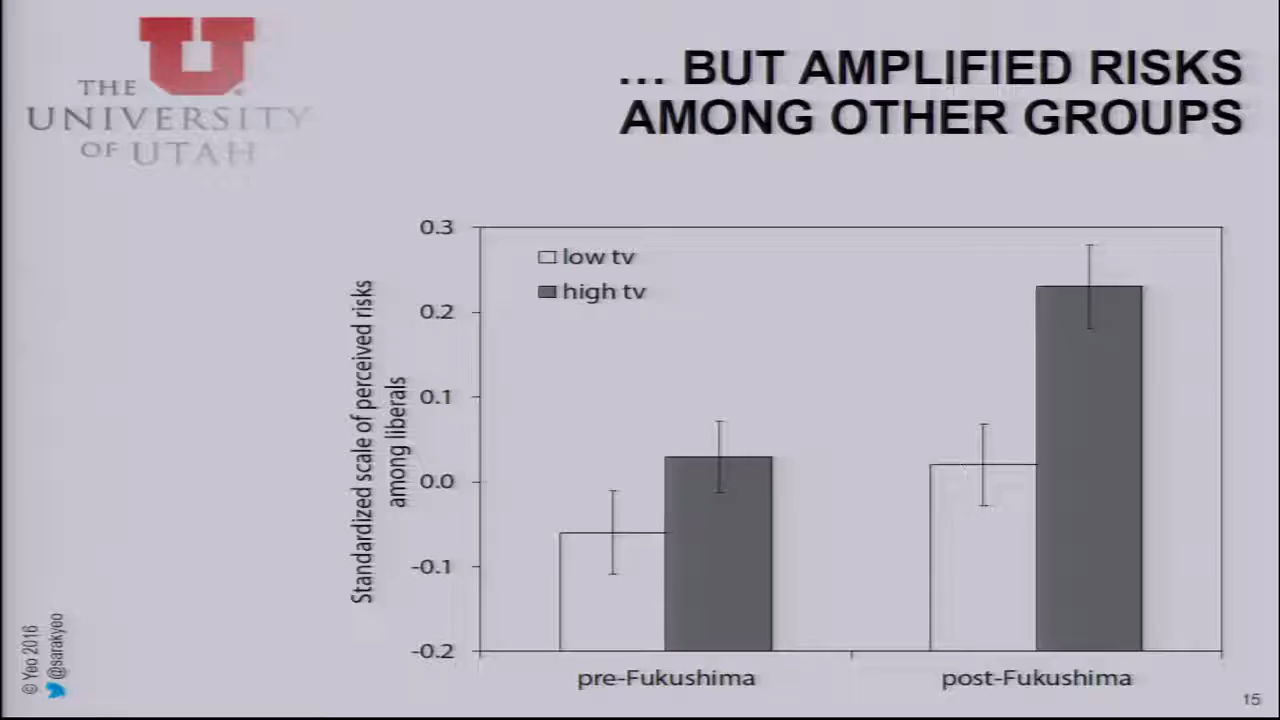 THE
UNIVERSITY
OF UTAH
... BUT AMPLIFIED RISKS
AMONG OTHER GROUPS
0.3
0.2
0.1
0.0
-0.1
-0.2
Standardized scale of perceived risks
among liberals
low tv
high tv
pre-Fukushima
post-Fukushima
© Yeo 2016
@sarakyeo
15